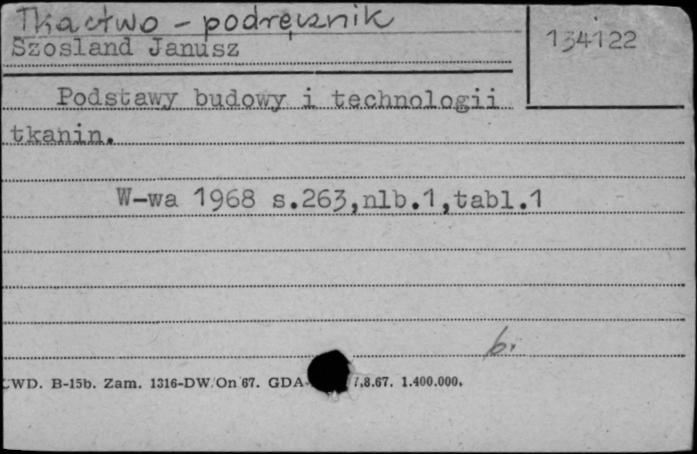 Tkactwo - podręcznik
134122
Szosland Janusz
Podstawy budowy i technologii
tkanin.
W-wa 1968 s.263,nlb.1,tabl.1
b.
WD. B-15b. Zam. 1316-DW/On 67. GDA 7.8.67. 1.400.000.